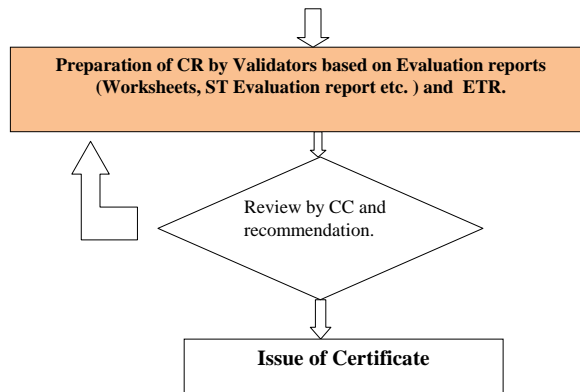 Preparation of CR by Validators based on Evaluation reports
(Worksheets, ST Evaluation report etc. ) and ETR.
Review by CC and
recommendation.
Issue of Certificate